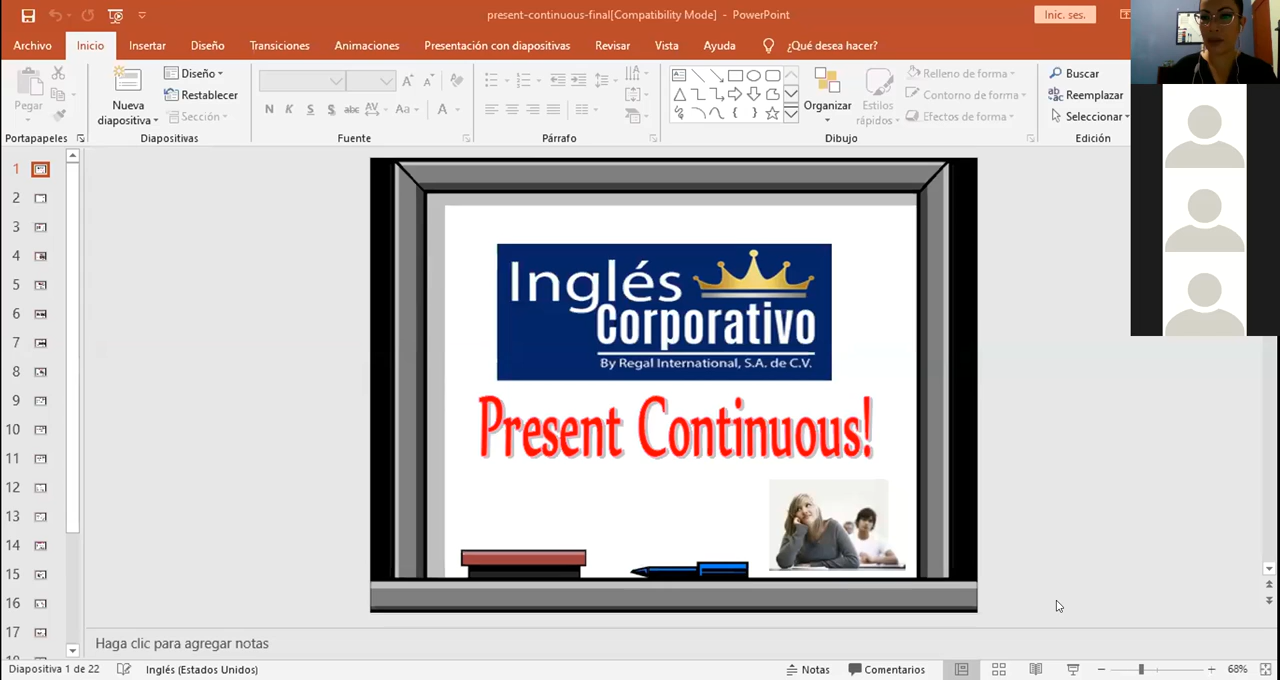 present-continuous-final[Compatibility Mode] - PowerPoint
Inic. ses.
Archivo Inicio Insertar Diseño Transiciones Animaciones Presentación con diapositivas Revisar Vista Ayuda ¿Qué desea hacer?
Pegar
Portapapeles
Nueva
diapositiva
Diseño
Restablecer
Sección
Diapositivas
N K S S abc AV Aa A
Fuente
Párrafo
Organizar
Estilos
rápidos
Relleno de forma
Contorno de forma
Efectos de forma
Dibujo
Buscar
Reemplazar
Seleccionar
Edición
1
2
3
4
5
6
7
8
9
10
11
12
13
14
15
16
17
Inglés
Corporativo
By Regal International, S.A. de C.V.
Present Continuous!
Haga clic para agregar notas
Diapositiva 1 de 22 Inglés (Estados Unidos) Notas Comentarios 68%